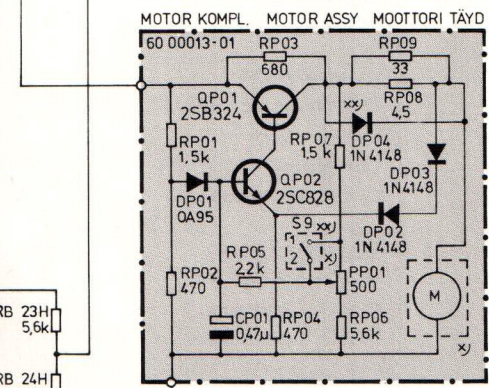 MOTOR KOMPL. MOTOR ASSY MOOTTORI TÄYD
60 00013-01
RP03
680
RP09
33
RP08
4,5
QP01
2SB324
RP01
1,5k
RP07
1,5k
xx)
DP04
1N4148
DP03
1N4148
DP01
OA95
QP02
2SC828
S9
xx)
1
2
x)
DP02
1N4148
RP05
2,2k
RP02
470
PP01
500
CP01
0,47µ
RP04
470
RP06
5,6k
M
x)
RB 23H
5,6k
RB 24H